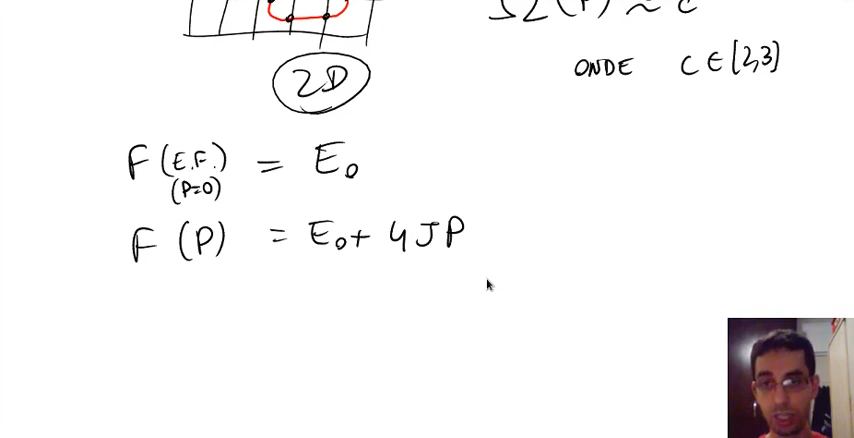 Ω(P) ~ C
ONDE C ∈ [2,3]
2D
F (E.F.) = E₀
(P=0)
F (P) = E₀ + 4JP